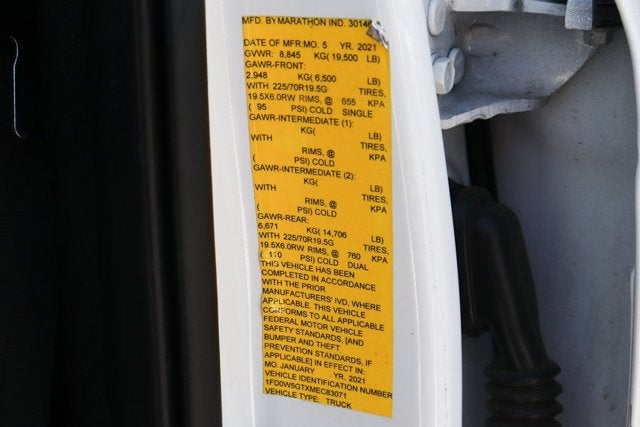 MFD. BY MARATHON IND. 30146
DATE OF MFR: MO. 5 YR. 2021
GVWR: 8,845 KG( 19,500 LB)
GAWR-FRONT:
2,948 KG( 6,500 LB)
WITH 225/70R19.5G TIRES,
19.5X6.0RW RIMS, @ 655 KPA
( 95 PSI) COLD SINGLE
GAWR-INTERMEDIATE (1):
KG( LB)
WITH TIRES,
RIMS, @ KPA
( PSI) COLD
GAWR-INTERMEDIATE (2):
KG( LB)
WITH TIRES,
RIMS, @ KPA
( PSI) COLD
GAWR-REAR:
6,671 KG( 14,706 LB)
WITH 225/70R19.5G TIRES,
19.5X6.0RW RIMS, @ 760 KPA
( 110 PSI) COLD DUAL
THIS VEHICLE HAS BEEN
COMPLETED IN ACCORDANCE
WITH THE PRIOR
MANUFACTURERS' IVD, WHERE
APPLICABLE. THIS VEHICLE
CONFORMS TO ALL APPLICABLE
FEDERAL MOTOR VEHICLE
SAFETY STANDARDS, [AND
BUMPER AND THEFT
PREVENTION STANDARDS, IF
APPLICABLE] IN EFFECT IN:
MO. JANUARY YR. 2021
VEHICLE IDENTIFICATION NUMBER
1FD0W5GTXMEC83071
VEHICLE TYPE: TRUCK